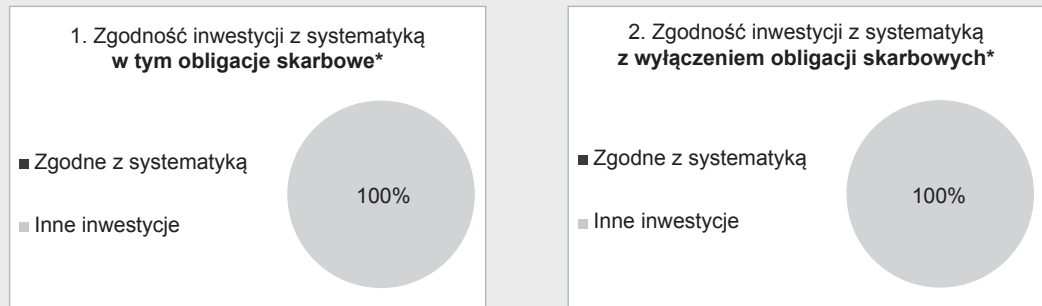 1. Zgodność inwestycji z systematyką
w tym obligacje skarbowe*
Zgodne z systematyką
Inne inwestycje
100%
2. Zgodność inwestycji z systematyką
z wyłączeniem obligacji skarbowych*
Zgodne z systematyką
Inne inwestycje
100%